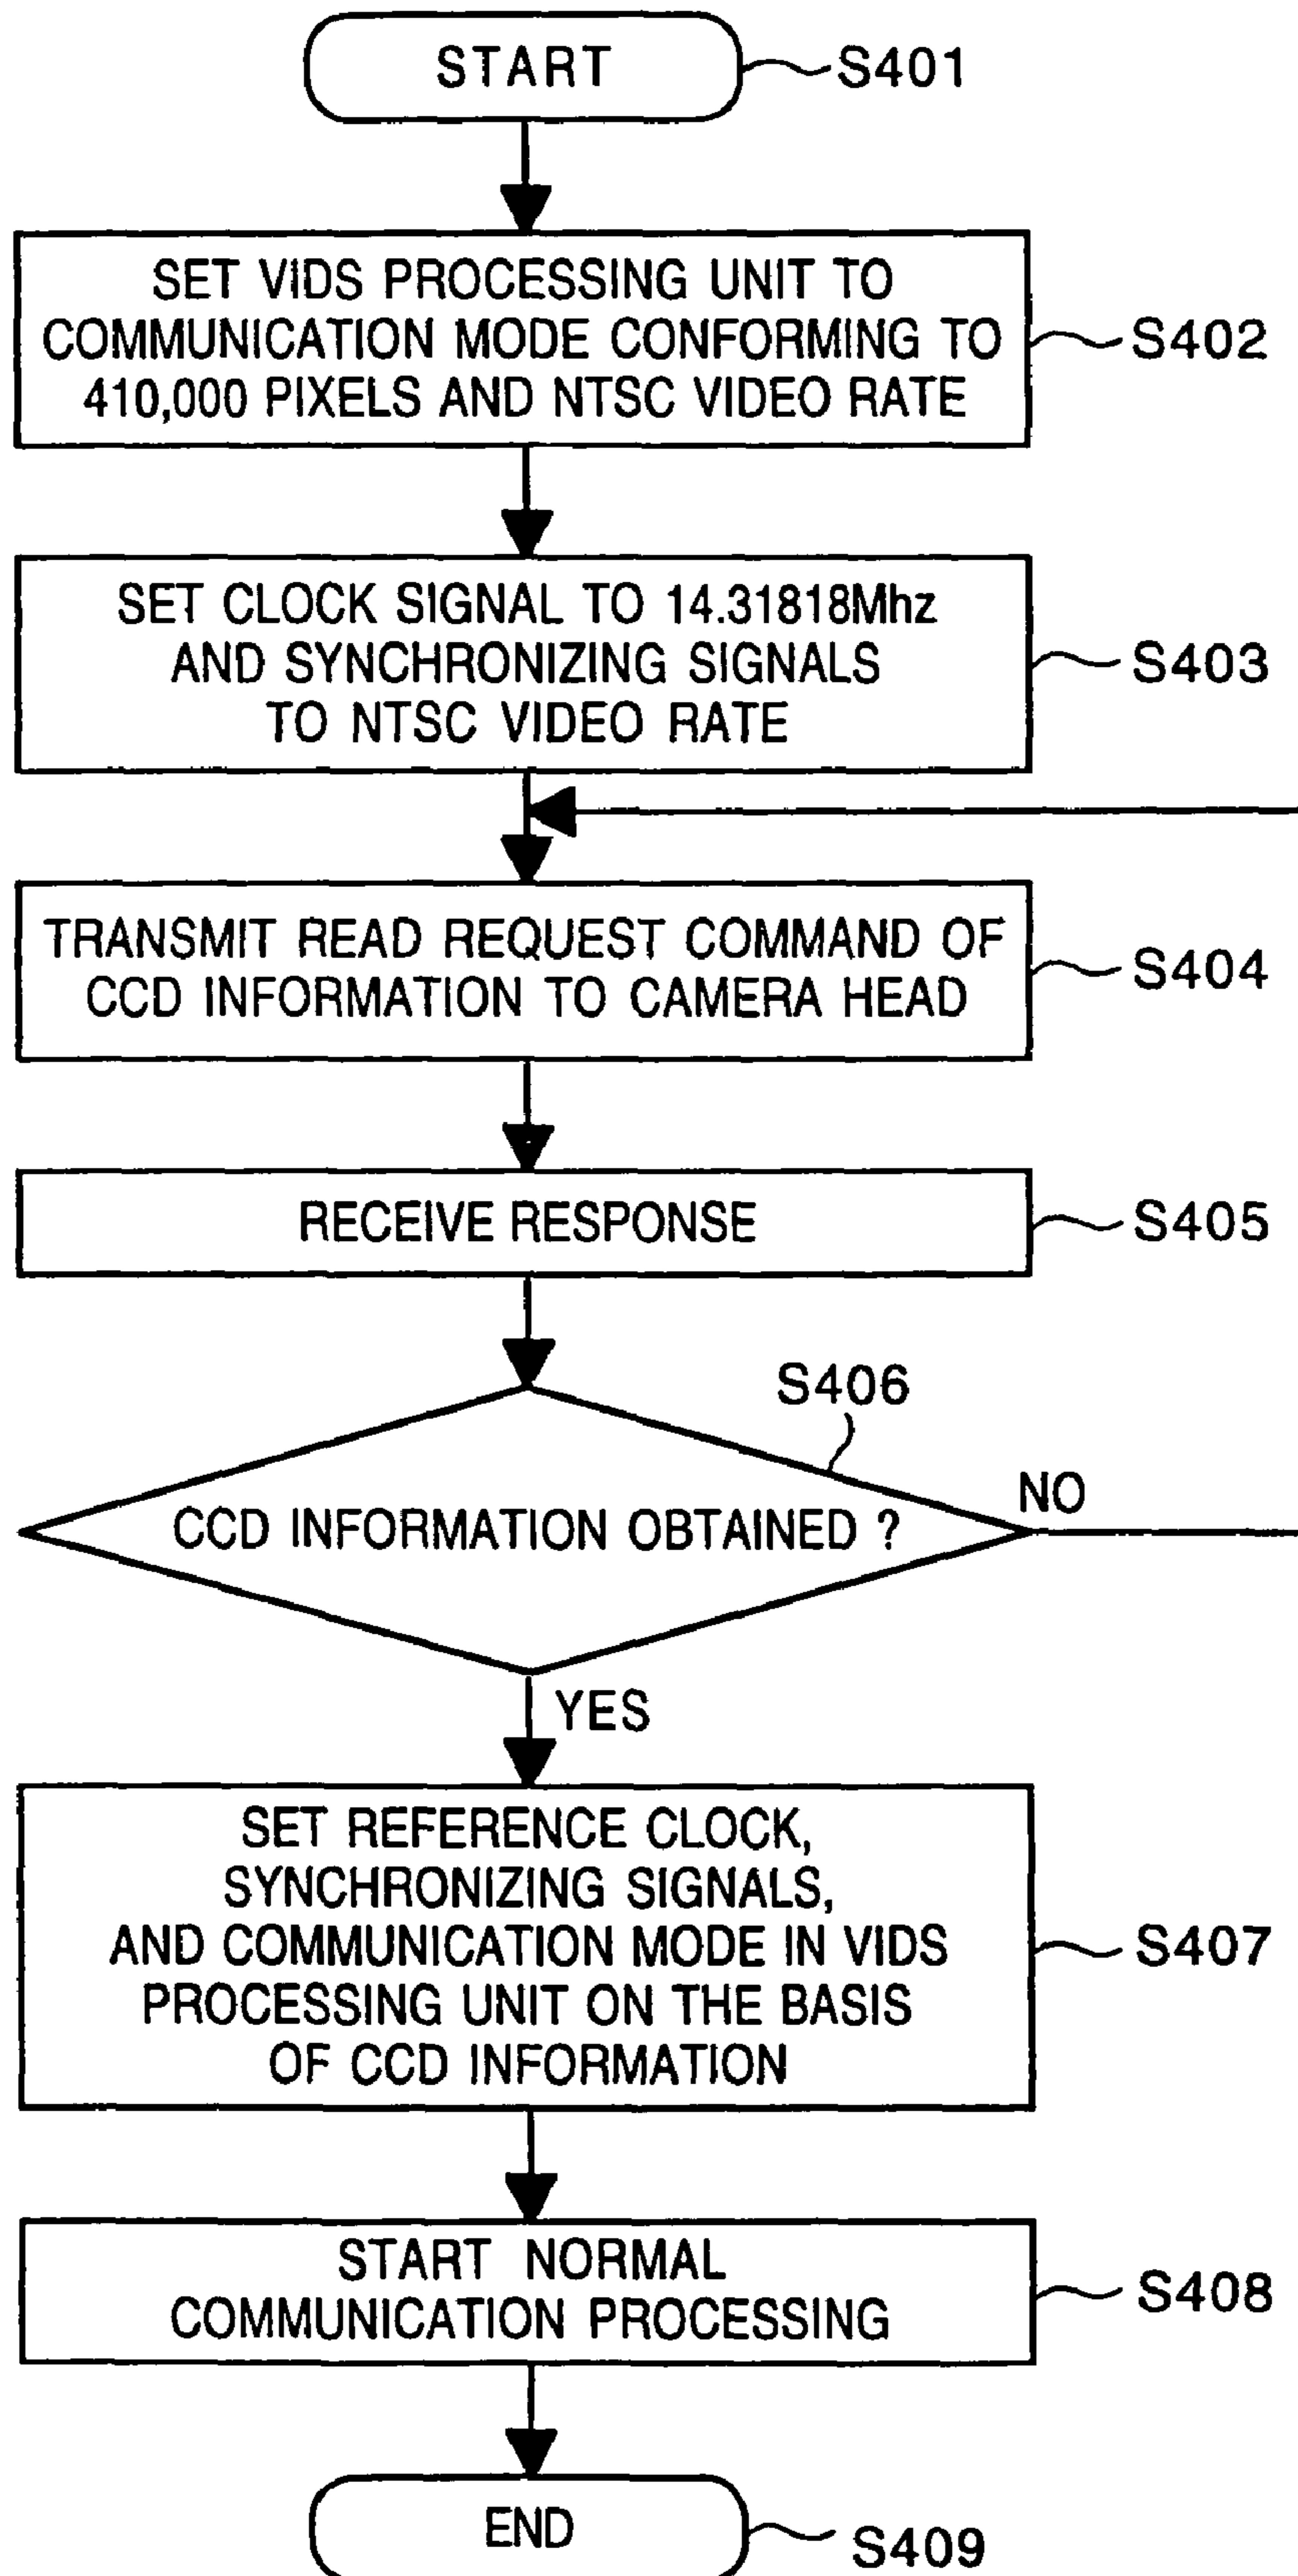 START
S401
SET VIDS PROCESSING UNIT TO
COMMUNICATION MODE CONFORMING TO
410,000 PIXELS AND NTSC VIDEO RATE
S402
SET CLOCK SIGNAL TO 14.31818Mhz
AND SYNCHRONIZING SIGNALS
TO NTSC VIDEO RATE
S403
TRANSMIT READ REQUEST COMMAND OF
CCD INFORMATION TO CAMERA HEAD
S404
RECEIVE RESPONSE
S405
S406
CCD INFORMATION OBTAINED ?
NO
YES
SET REFERENCE CLOCK,
SYNCHRONIZING SIGNALS,
AND COMMUNICATION MODE IN VIDS
PROCESSING UNIT ON THE BASIS
OF CCD INFORMATION
S407
START NORMAL
COMMUNICATION PROCESSING
S408
END
S409